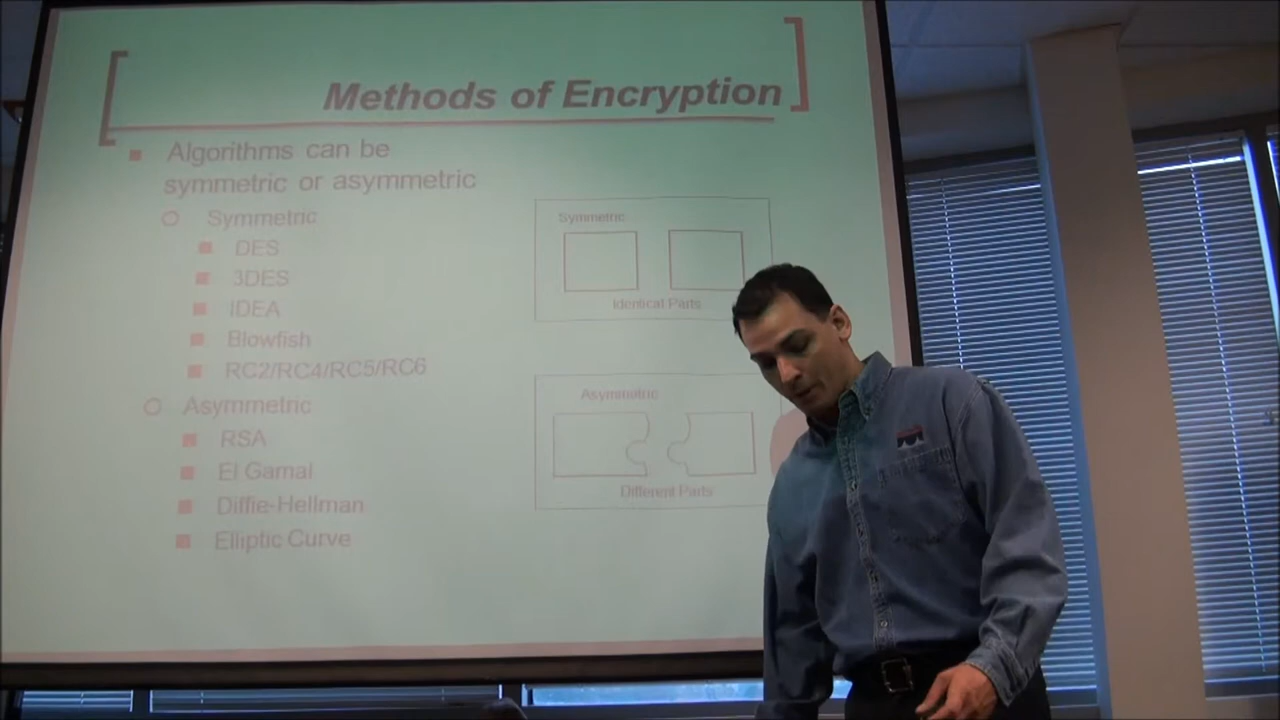 Methods of Encryption
Algorithms can be
symmetric or asymmetric
Symmetric
DES
3DES
IDEA
Blowfish
RC2/RC4/RC5/RC6
Asymmetric
RSA
El Gamal
Diffie-Hellman
Elliptic Curve
Symmetric
Identical Parts
Asymmetric
Different Parts